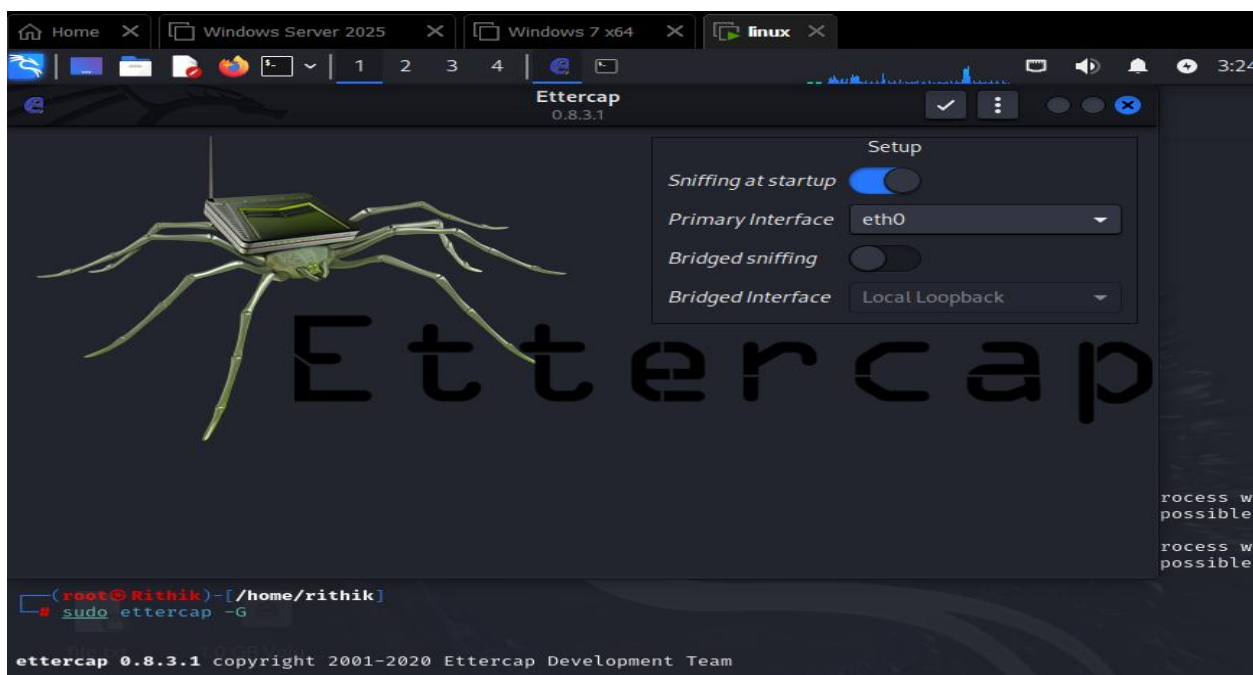 Home Windows Server 2025 Windows 7 x64 linux
1 2 3 4 3:24
Ettercap
0.8.3.1
Setup
Sniffing at startup
Primary Interface eth0
Bridged sniffing
Bridged Interface Local Loopback
Ettercap
rocess w
possible
rocess w
possible
(root㉿Rithik)-[/home/rithik]
# sudo ettercap -G
ettercap 0.8.3.1 copyright 2001-2020 Ettercap Development Team